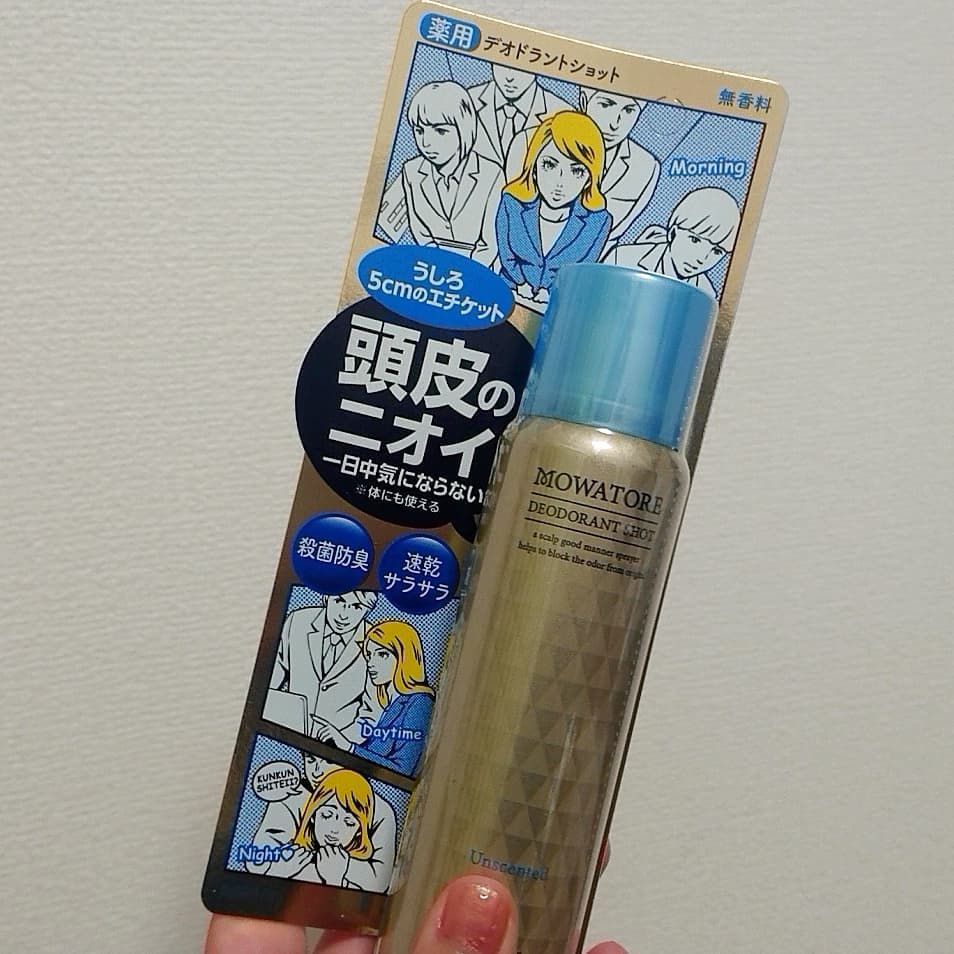 薬用
デオドラントショット
無香料
Morning
うしろ
5cmのエチケット
頭皮の
ニオイ
一日中気にならない
※体にも使える
殺菌防臭
速乾
サラサラ
MOWATORE
DEODORANT SHOT
a scalp good manner sprayer
helps to block the odor from
Daytime
KUNKUN
SHITEII?
Night♥
Unscented